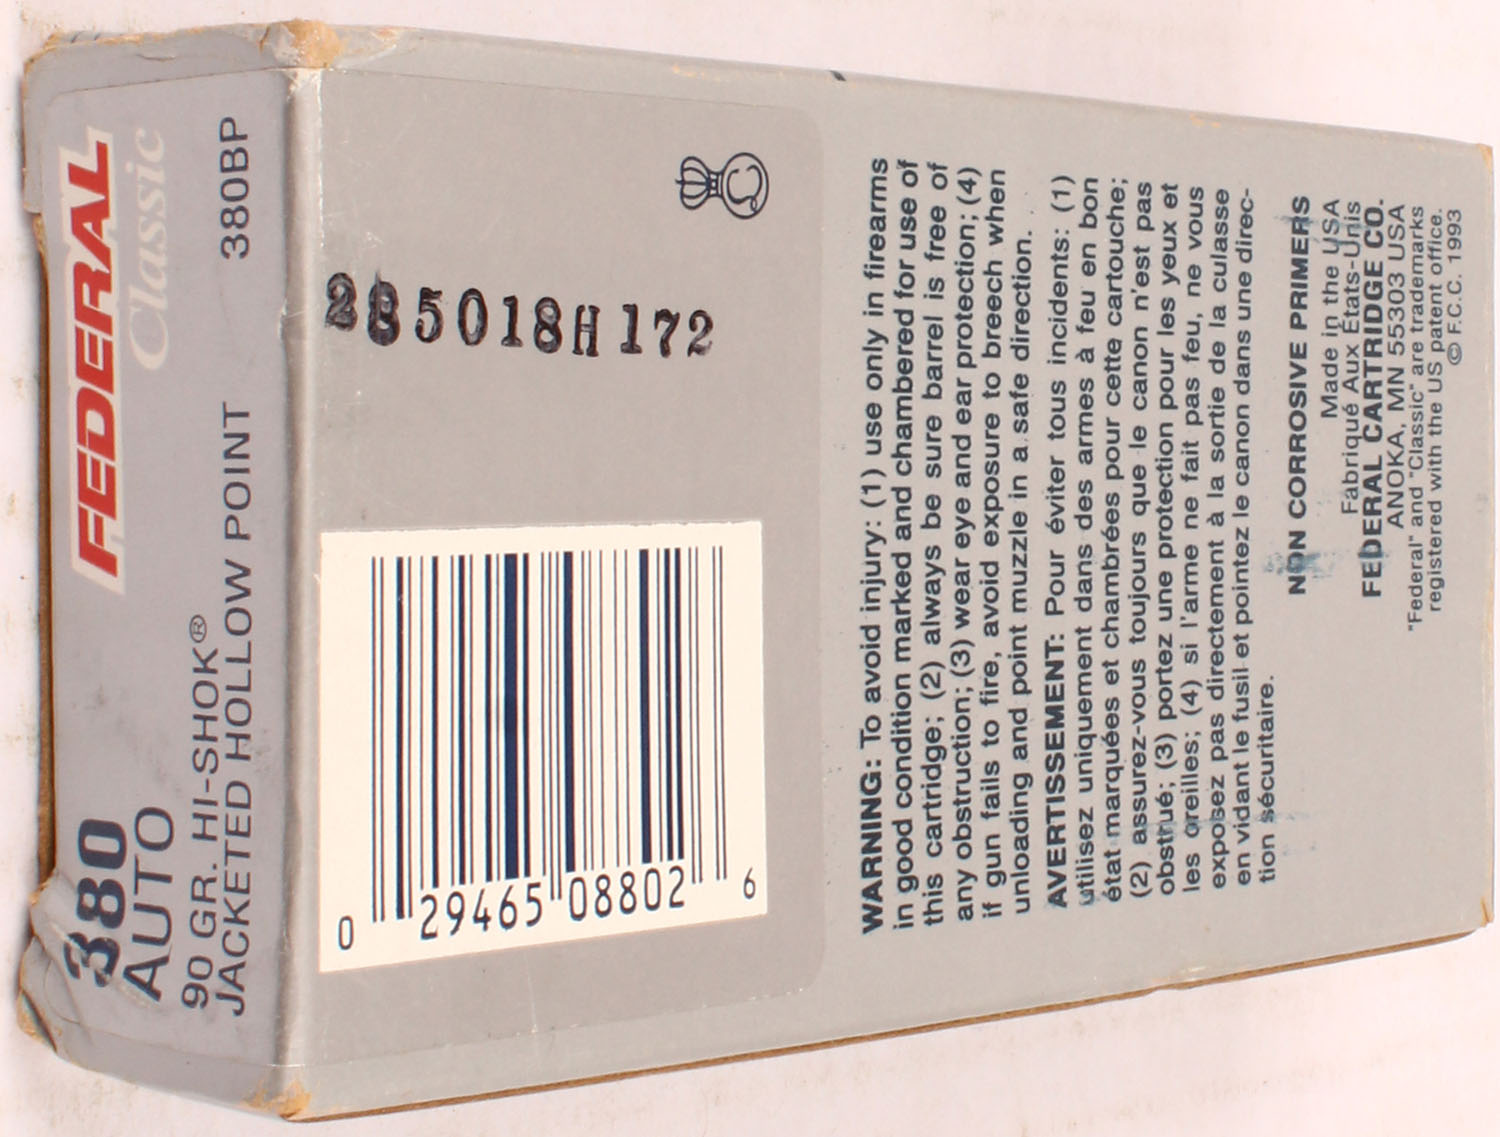 FEDERAL
Classic
380
AUTO
90 GR. HI-SHOK®
JACKETED HOLLOW POINT 380BP
5018H172
0 29465 08802 6
WARNING: To avoid injury: (1) use only in firearms
in good condition marked and chambered for use of
this cartridge; (2) always be sure barrel is free of
any obstruction; (3) wear eye and ear protection; (4)
if gun fails to fire, avoid exposure to breech when
unloading and point muzzle in a safe direction.
AVERTISSEMENT: Pour éviter tous incidents: (1)
utilisez uniquement dans des armes à feu en bon
état marquées et chambrées pour cette cartouche;
(2) assurez-vous toujours que le canon n'est pas
obstrué; (3) portez une protection pour les yeux et
les oreilles; (4) si l'arme ne fait pas feu, ne vous
exposez pas directement à la sortie de la culasse
en vidant le fusil et pointez le canon dans une direc-
tion sécuritaire.
NON CORROSIVE PRIMERS
Made in the USA
Fabriqué Aux États-Unis
FEDERAL CARTRIDGE CO.
ANOKA, MN 55303 USA
"Federal" and "Classic" are trademarks
registered with the US patent office.
© F.C.C. 1993